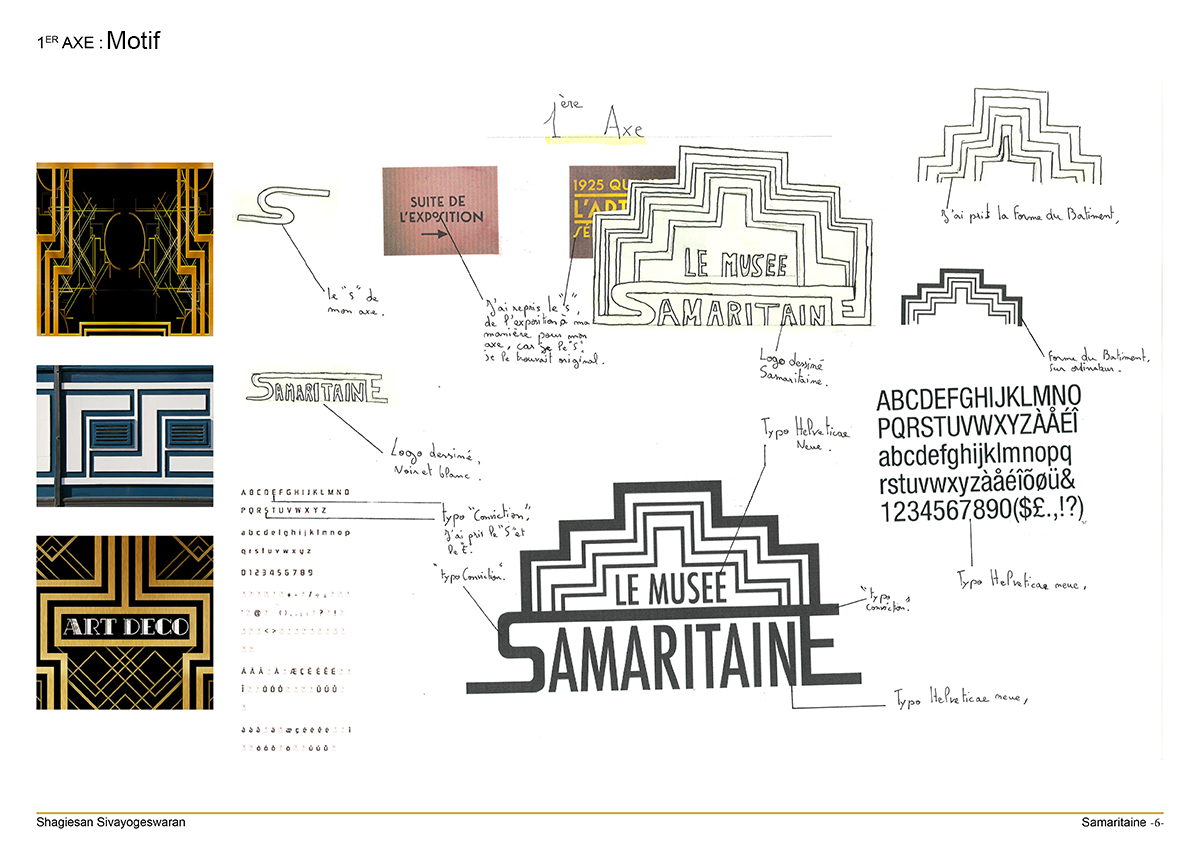 1ER AXE : Motif
1ère Axe
SUITE DE
L'EXPOSITION
1925 QU
L'ART
SÉ
LE MUSEE
SAMARITAINE
J'ai pris la Forme du Batiment,
le "S" de
mon axe.
J'ai repris le "S",
de l'exposition à ma
manière pour mon
axe, car je le "S",
je le trouvait original.
Logo dessiné
Samaritaine.
Forme du Batiment,
sur ordinateur.
SAMARITAINE
Logo dessiné,
Noir et blanc.
Typo Helveticae
Neue.
ABCDEFGHIJKLMNO
PQRSTUVWXYZÀÅÉÎ
abcdefghijklmnopq
rstuvwxyzàåéîõøü&
1234567890($£.,!?)
Typo Helveticae neue,
ABCDEFGHIJKLMNO
PQRSTUVWXYZ
abcdefghijklmnop
qrstuvwxyz
0123456789
typo "Conviction",
J'ai pris le "S" et
le E.
"typo Conviction".
"typo
Conviction".
ART DECO
LE MUSEE
SAMARITAINE
Typo Helveticae neue,
Shagiesan Sivayogeswaran
Samaritaine -6-